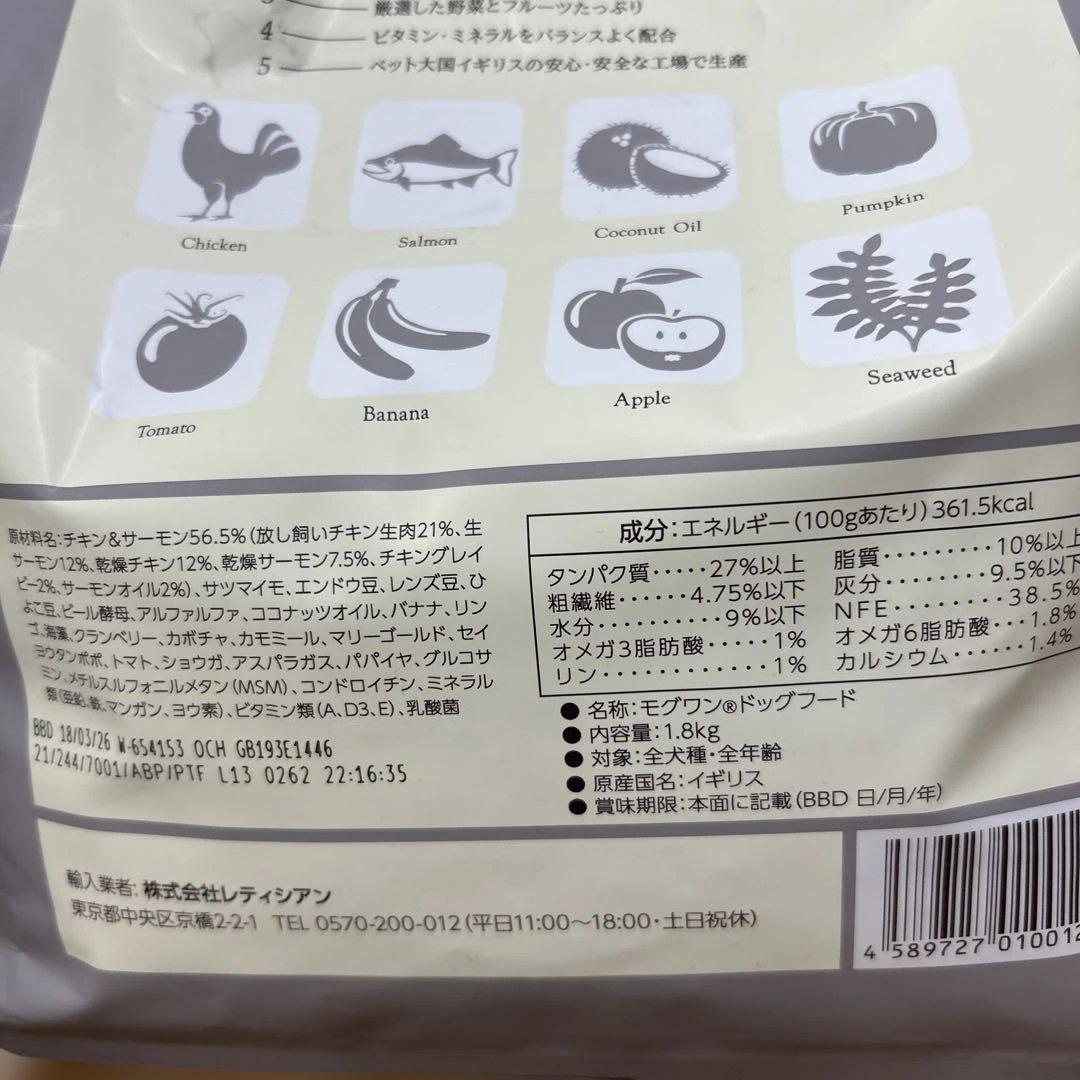 厳選した野菜とフルーツたっぷり
4 ビタミン・ミネラルをバランスよく配合
5 ペット大国イギリスの安心・安全な工場で生産
Chicken
Salmon
Coconut Oil
Pumpkin
Tomato
Banana
Apple
Seaweed
原材料名:チキン&サーモン56.5%(放し飼いチキン生肉21%、生
サーモン12%、乾燥チキン12%、乾燥サーモン7.5%、チキングレイ
ビー2%、サーモンオイル2%)、サツマイモ、エンドウ豆、レンズ豆、ひ
よこ豆、ビール酵母、アルファルファ、ココナッツオイル、バナナ、リン
ゴ、海藻、クランベリー、カボチャ、カモミール、マリーゴールド、セイ
ヨウタンポポ、トマト、ショウガ、アスパラガス、パパイヤ、グルコサ
ミン、メチルスルフォニルメタン(MSM)、コンドロイチン、ミネラル
類(亜鉛、鉄、マンガン、ヨウ素)、ビタミン類(A、D3、E)、乳酸菌
BBD 18/03/26 W-654153 OCH GB193E1446
21/244/7001/ABP/PTF L13 0262 22:16:35
成分:エネルギー(100gあたり)361.5kcal
タンパク質・・・・・27%以上 脂質・・・・・・・・・10%以上
粗繊維・・・・・・4.75%以下 灰分・・・・・・・・9.5%以下
水分・・・・・・・・・・9%以下 NFE・・・・・・・・38.5%
オメガ3脂肪酸・・・・・1% オメガ6脂肪酸・・・1.8%
リン・・・・・・・・・・・1% カルシウム・・・・・・1.4%
● 名称:モグワン®ドッグフード
● 内容量:1.8kg
● 対象:全犬種・全年齢
● 原産国名:イギリス
● 賞味期限:本面に記載(BBD 日/月/年)
輸入業者: 株式会社レティシアン
東京都中央区京橋2-2-1 TEL 0570-200-012(平日11:00〜18:00・土日祝休)
4 589727 010012